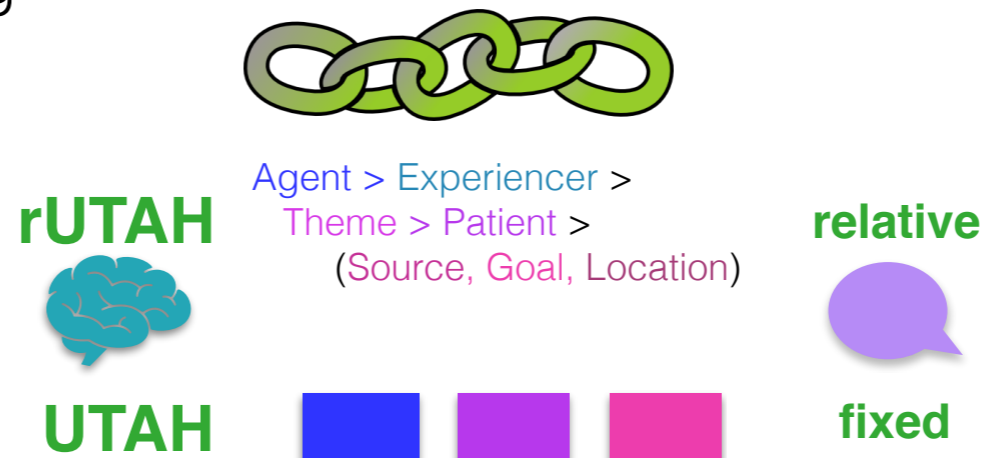 Agent > Experiencer >
rUTAH
Theme > Patient >
relative
(Source, Goal, Location)
UTAH
fixed